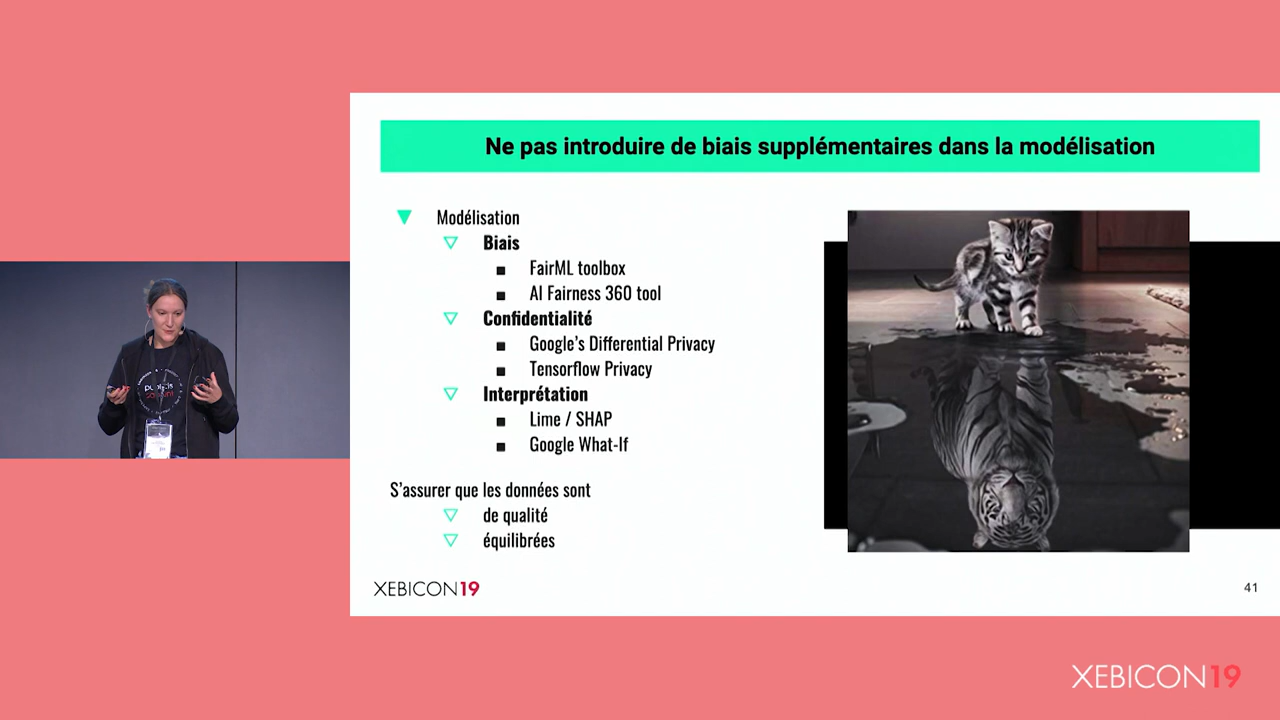 Ne pas introduire de biais supplémentaires dans la modélisation
Modélisation
Biais
FairML toolbox
AI Fairness 360 tool
Confidentialité
Google's Differential Privacy
Tensorflow Privacy
Interprétation
Lime / SHAP
Google What-If
S'assurer que les données sont
de qualité
équilibrées
XEBICON19
41
XEBICON19